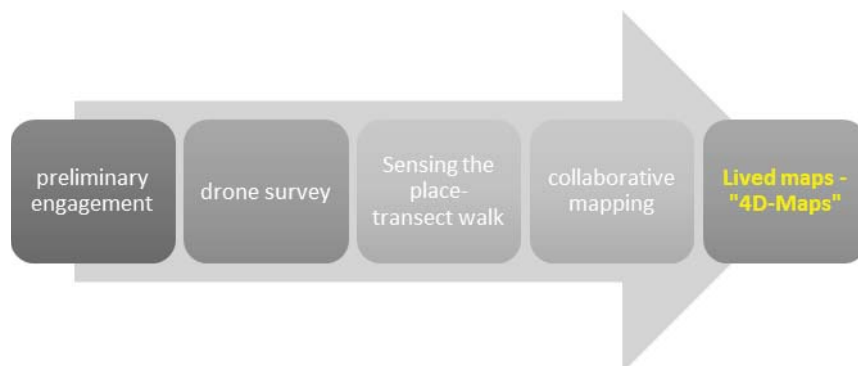 preliminary
engagement
drone survey
Sensing the
place-
transect walk
collaborative
mapping
Lived maps -
"4D-Maps"